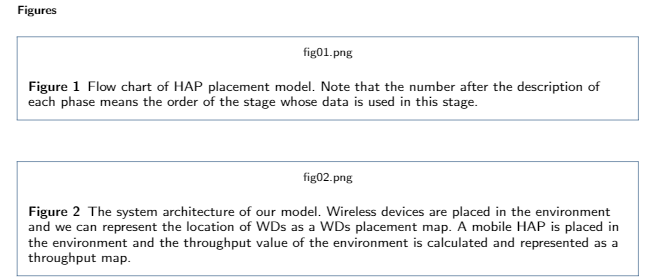 Figures
fig01.png
Figure 1 Flow chart of HAP placement model. Note that the number after the description of
each phase means the order of the stage whose data is used in this stage.
fig02.png
Figure 2 The system architecture of our model. Wireless devices are placed in the environment
and we can represent the location of WDs as a WDs placement map. A mobile HAP is placed in
the environment and the throughput value of the environment is calculated and represented as a
throughput map.